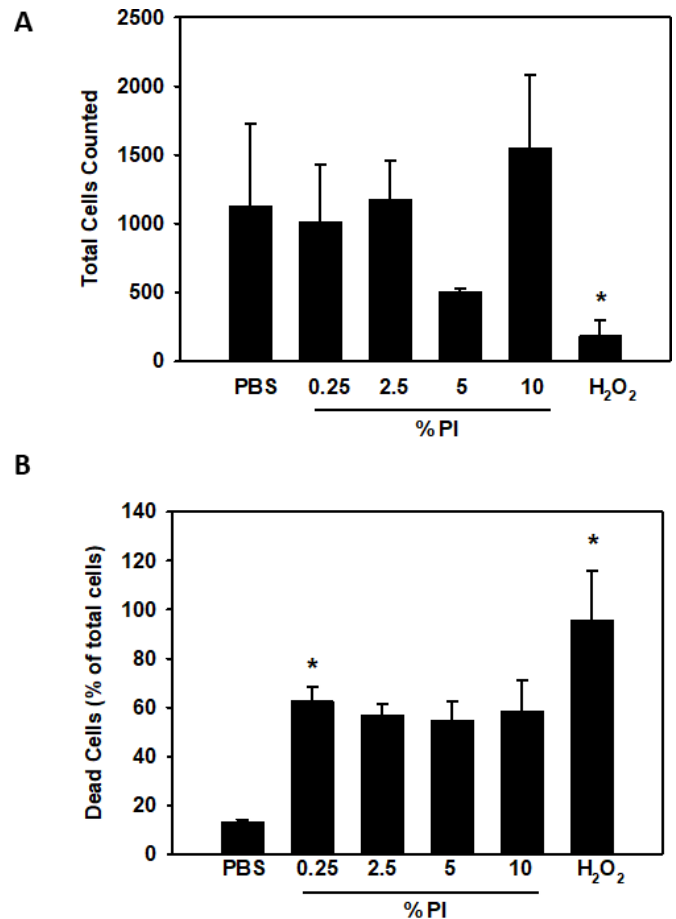 A
Total Cells Counted
2500
2000
1500
1000
500
0
*
PBS 0.25 2.5 5 10 H₂O₂
% PI
B
Dead Cells (% of total cells)
140
120
100
80
60
40
20
0
*
*
PBS 0.25 2.5 5 10 H₂O₂
% PI